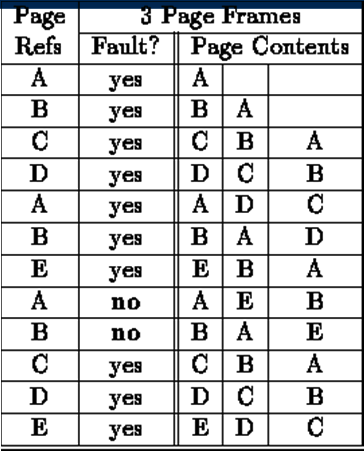 Page 3 Page Frames
Refs Fault? Page Contents
A yes A
B yes B A
C yes C B A
D yes D C B
A yes A D C
B yes B A D
E yes E B A
A no A E B
B no B A E
C yes C B A
D yes D C B
E yes E D C